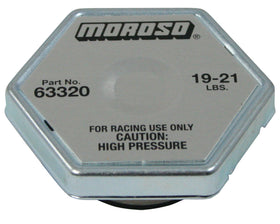 MOROSO®
Part No.
63320
19-21
LBS.
FOR RACING USE ONLY
CAUTION:
HIGH PRESSURE